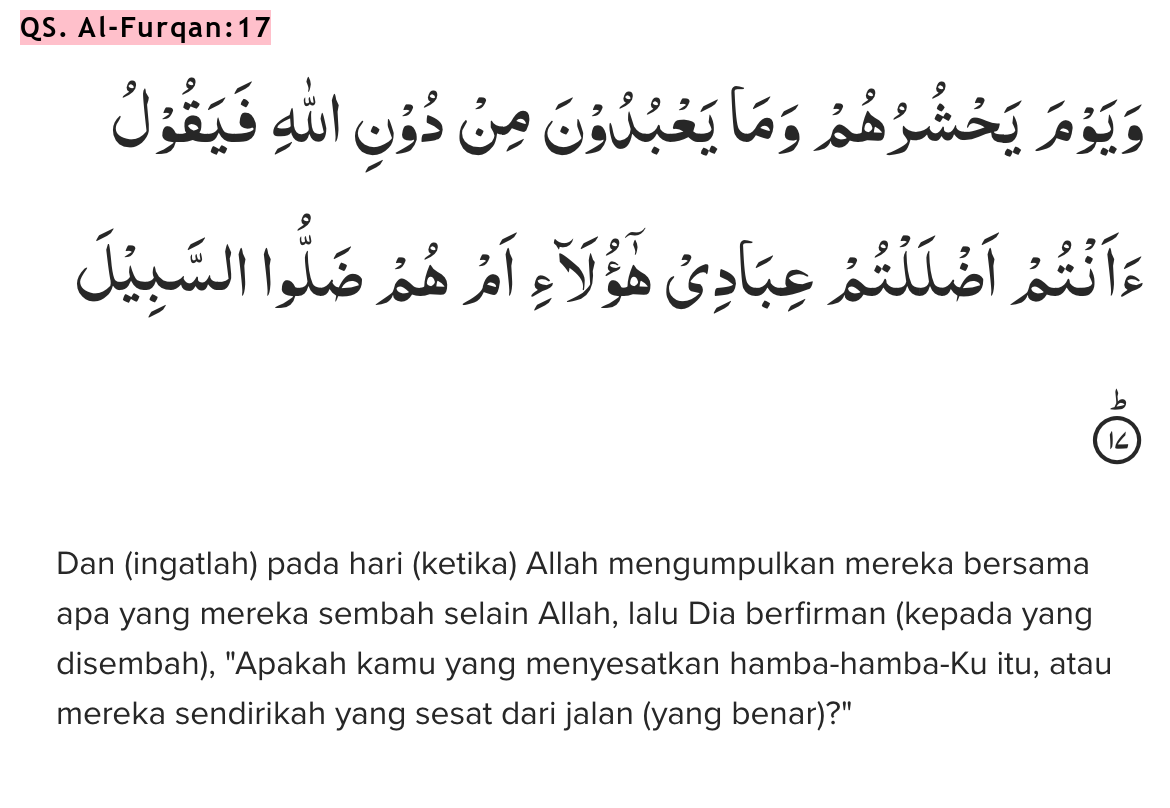 QS. Al-Furqan:17
وَيَوْمَ يَحْشُرُهُمْ وَمَا يَعْبُدُوْنَ مِنْ دُوْنِ اللّٰهِ فَيَقُوْلُ
ءَاَنْتُمْ اَضْلَلْتُمْ عِبَادِيْ هٰٓؤُلَاۤءِ اَمْ هُمْ ضَلُّوا السَّبِيْلَ
ۗ ١٧
Dan (ingatlah) pada hari (ketika) Allah mengumpulkan mereka bersama
apa yang mereka sembah selain Allah, lalu Dia berfirman (kepada yang
disembah), "Apakah kamu yang menyesatkan hamba-hamba-Ku itu, atau
mereka sendirikah yang sesat dari jalan (yang benar)?"